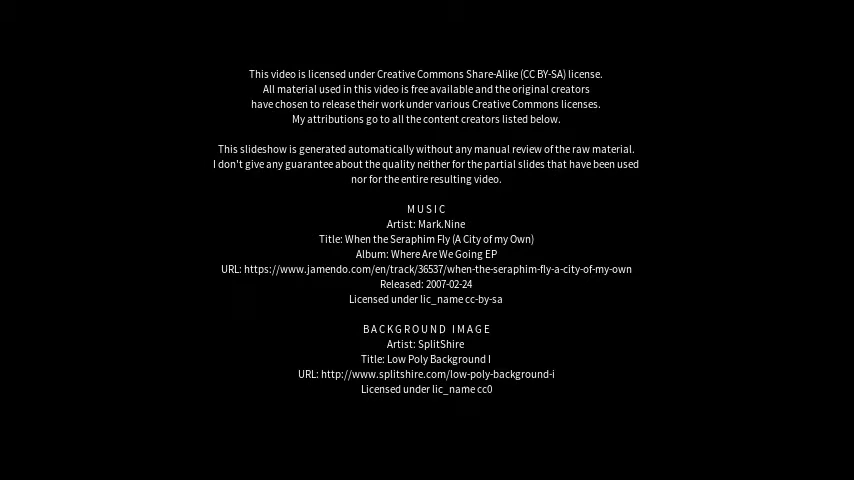 This video is licensed under Creative Commons Share-Alike (CC BY-SA) license.
All material used in this video is free available and the original creators
have chosen to release their work under various Creative Commons licenses.
My attributions go to all the content creators listed below.
This slideshow is generated automatically without any manual review of the raw material.
I don't give any guarantee about the quality neither for the partial slides that have been used
nor for the entire resulting video.
MUSIC
Artist: Mark.Nine
Title: When the Seraphim Fly (A City of my Own)
Album: Where Are We Going EP
URL: https://www.jamendo.com/en/track/36537/when-the-seraphim-fly-a-city-of-my-own
Released: 2007-02-24
Licensed under lic_name cc-by-sa
BACKGROUND IMAGE
Artist: SplitShire
Title: Low Poly Background I
URL: http://www.splitshire.com/low-poly-background-i
Licensed under lic_name cc0